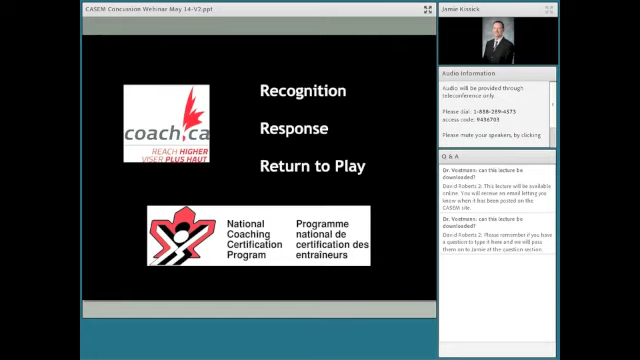 CASEM Concussion Webinar May 14-V2.ppt
Recognition
Response
Return to Play
coach.ca
REACH HIGHER
VISER PLUS HAUT
National
Coaching
Certification
Program
Programme
national de
certification des
entraîneurs
Jamie Kissick
Audio Information
Audio will be provided through
teleconference only.
Please dial: 1-888-289-4573
access code: 9436703
Please mute your speakers, by clicking
Q & A
Dr. Vostmann: can this lecture be
downloaded?
David Roberts 2: This lecture will be available
online. You will receive an email letting you
know when it has been posted on the
CASEM site.
Dr. Vostmann: can this lecture be
downloaded?
David Roberts 2: Please remember if you have
a question to type it here and we will pass
them on to Jamie at the question section.